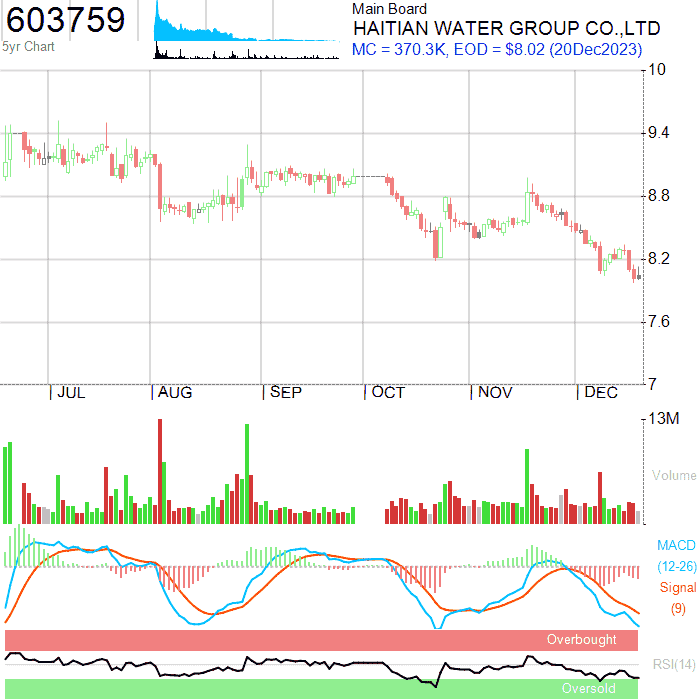 603759
5yr Chart
Main Board
HAITIAN WATER GROUP CO.,LTD
MC = 370.3K, EOD = $8.02 (20Dec2023)
10
9.4
8.8
8.2
7.6
7
JUL
AUG
SEP
OCT
NOV
DEC
13M
Volume
MACD
(12-26)
Signal
(9)
Overbought
RSI(14)
Oversold